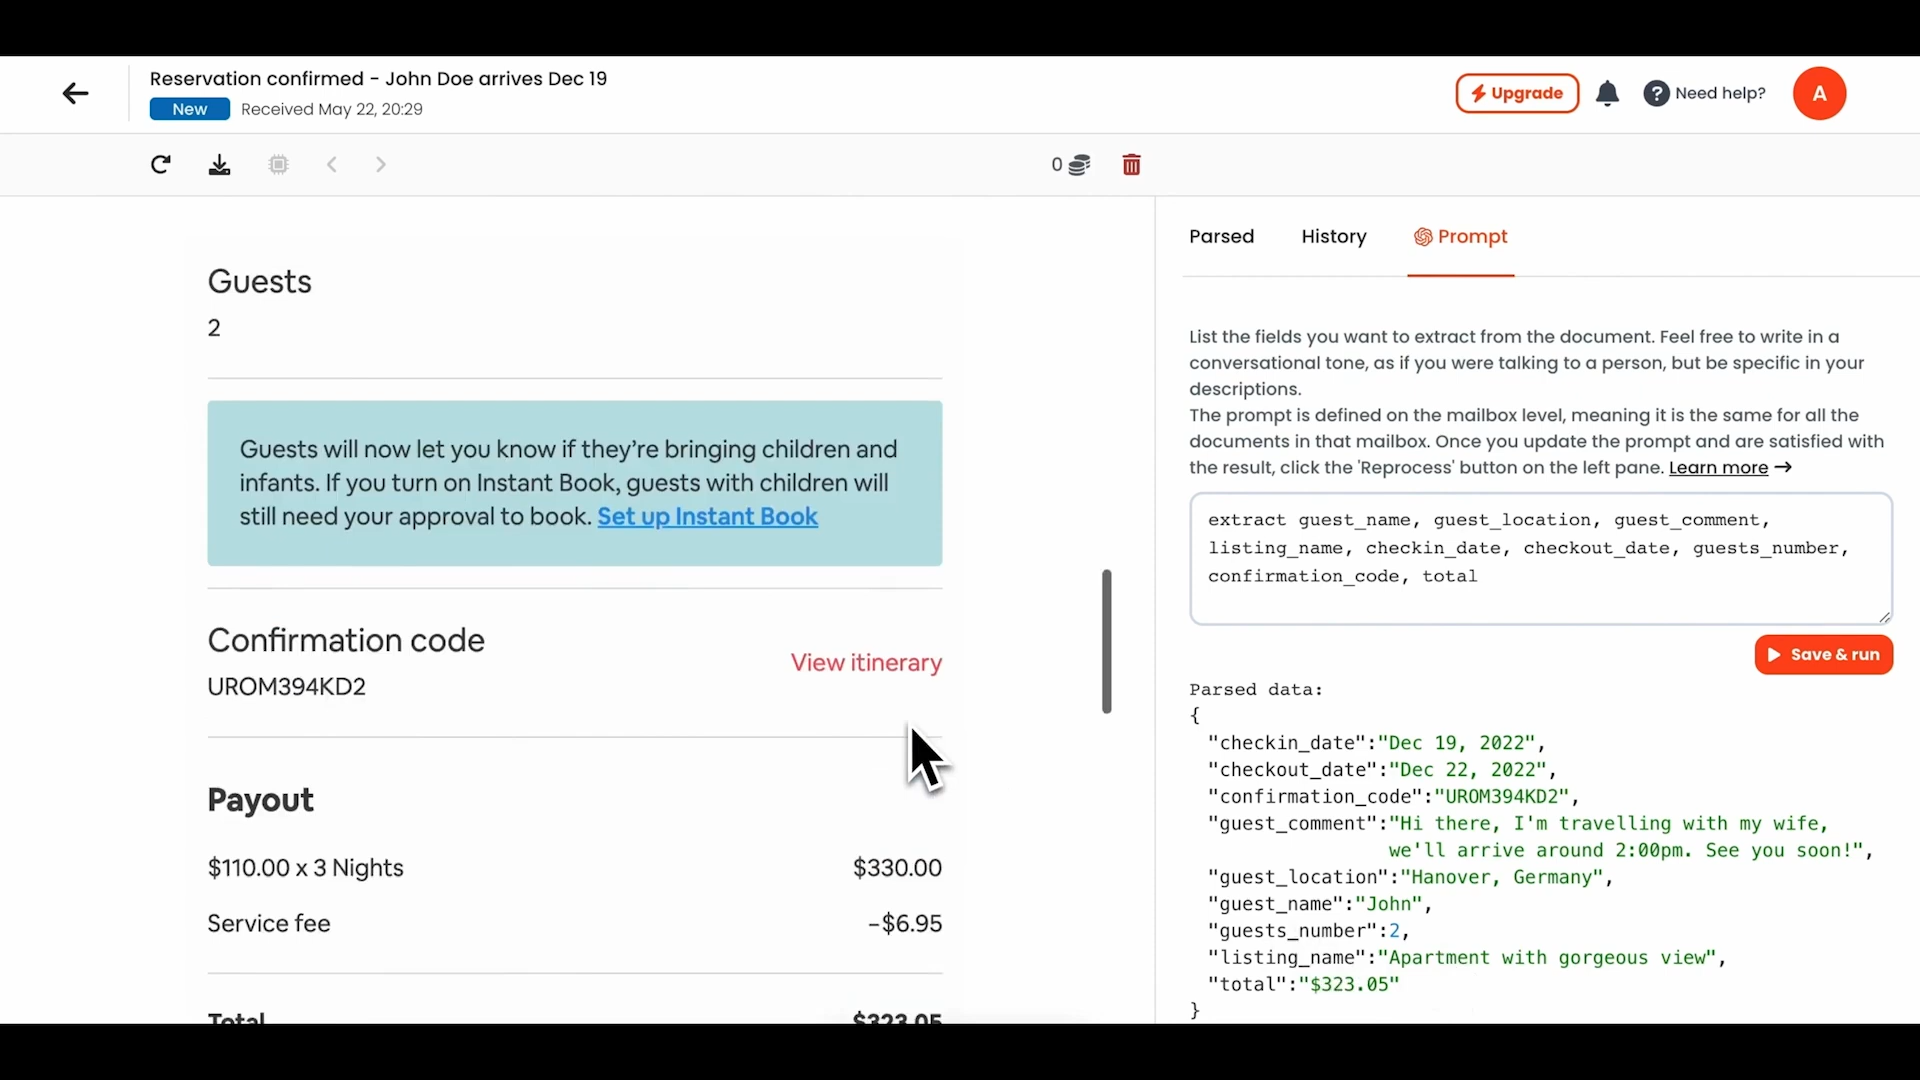 Reservation confirmed - John Doe arrives Dec 19
New Received May 22, 20:29
Upgrade
Need help?
A
0
Guests
2
Guests will now let you know if they're bringing children and
infants. If you turn on Instant Book, guests with children will
still need your approval to book. Set up Instant Book
Confirmation code
UROM394KD2
View itinerary
Payout
$110.00 x 3 Nights $330.00
Service fee -$6.95
Total $323.05
Parsed History Prompt
List the fields you want to extract from the document. Feel free to write in a
conversational tone, as if you were talking to a person, but be specific in your
descriptions.
The prompt is defined on the mailbox level, meaning it is the same for all the
documents in that mailbox. Once you update the prompt and are satisfied with
the result, click the 'Reprocess' button on the left pane. Learn more →
extract guest_name, guest_location, guest_comment,
listing_name, checkin_date, checkout_date, guests_number,
confirmation_code, total
Save & run
Parsed data:
{
"checkin_date":"Dec 19, 2022",
"checkout_date":"Dec 22, 2022",
"confirmation_code":"UROM394KD2",
"guest_comment":"Hi there, I'm travelling with my wife,
we'll arrive around 2:00pm. See you soon!",
"guest_location":"Hanover, Germany",
"guest_name":"John",
"guests_number":2,
"listing_name":"Apartment with gorgeous view",
"total":"$323.05"
}